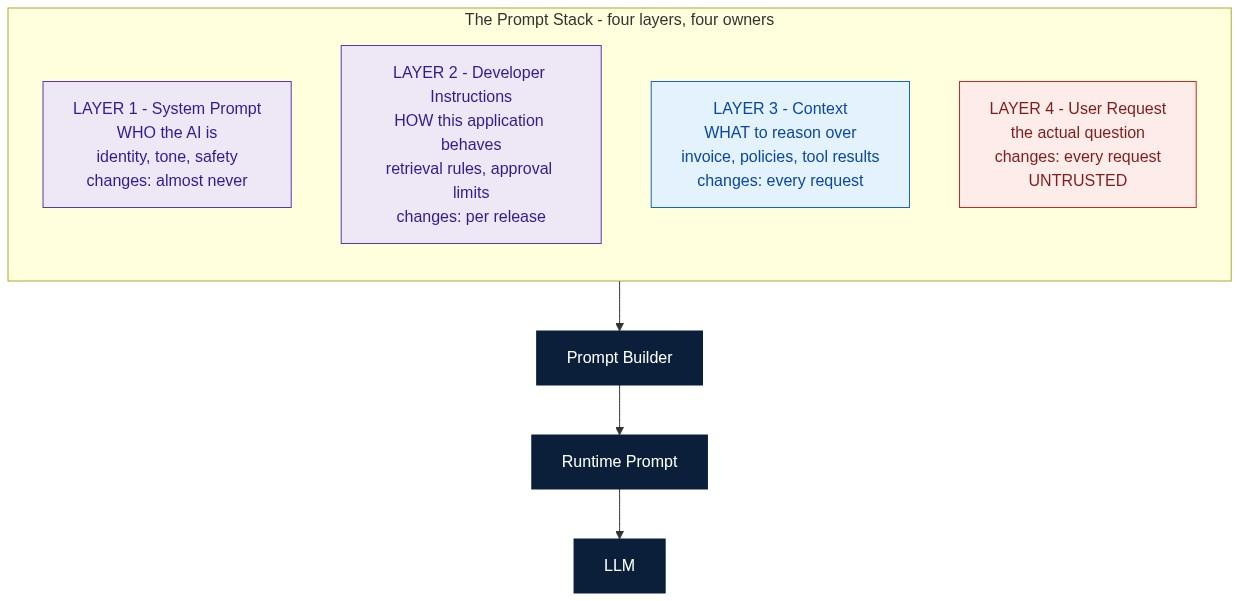 The Prompt Stack - four layers, four owners
LAYER 1 - System Prompt
WHO the AI is
identity, tone, safety
changes: almost never
LAYER 2 - Developer
Instructions
HOW this application
behaves
retrieval rules, approval
limits
changes: per release
LAYER 3 - Context
WHAT to reason over
invoice, policies, tool results
changes: every request
LAYER 4 - User Request
the actual question
changes: every request
UNTRUSTED
Prompt Builder
Runtime Prompt
LLM